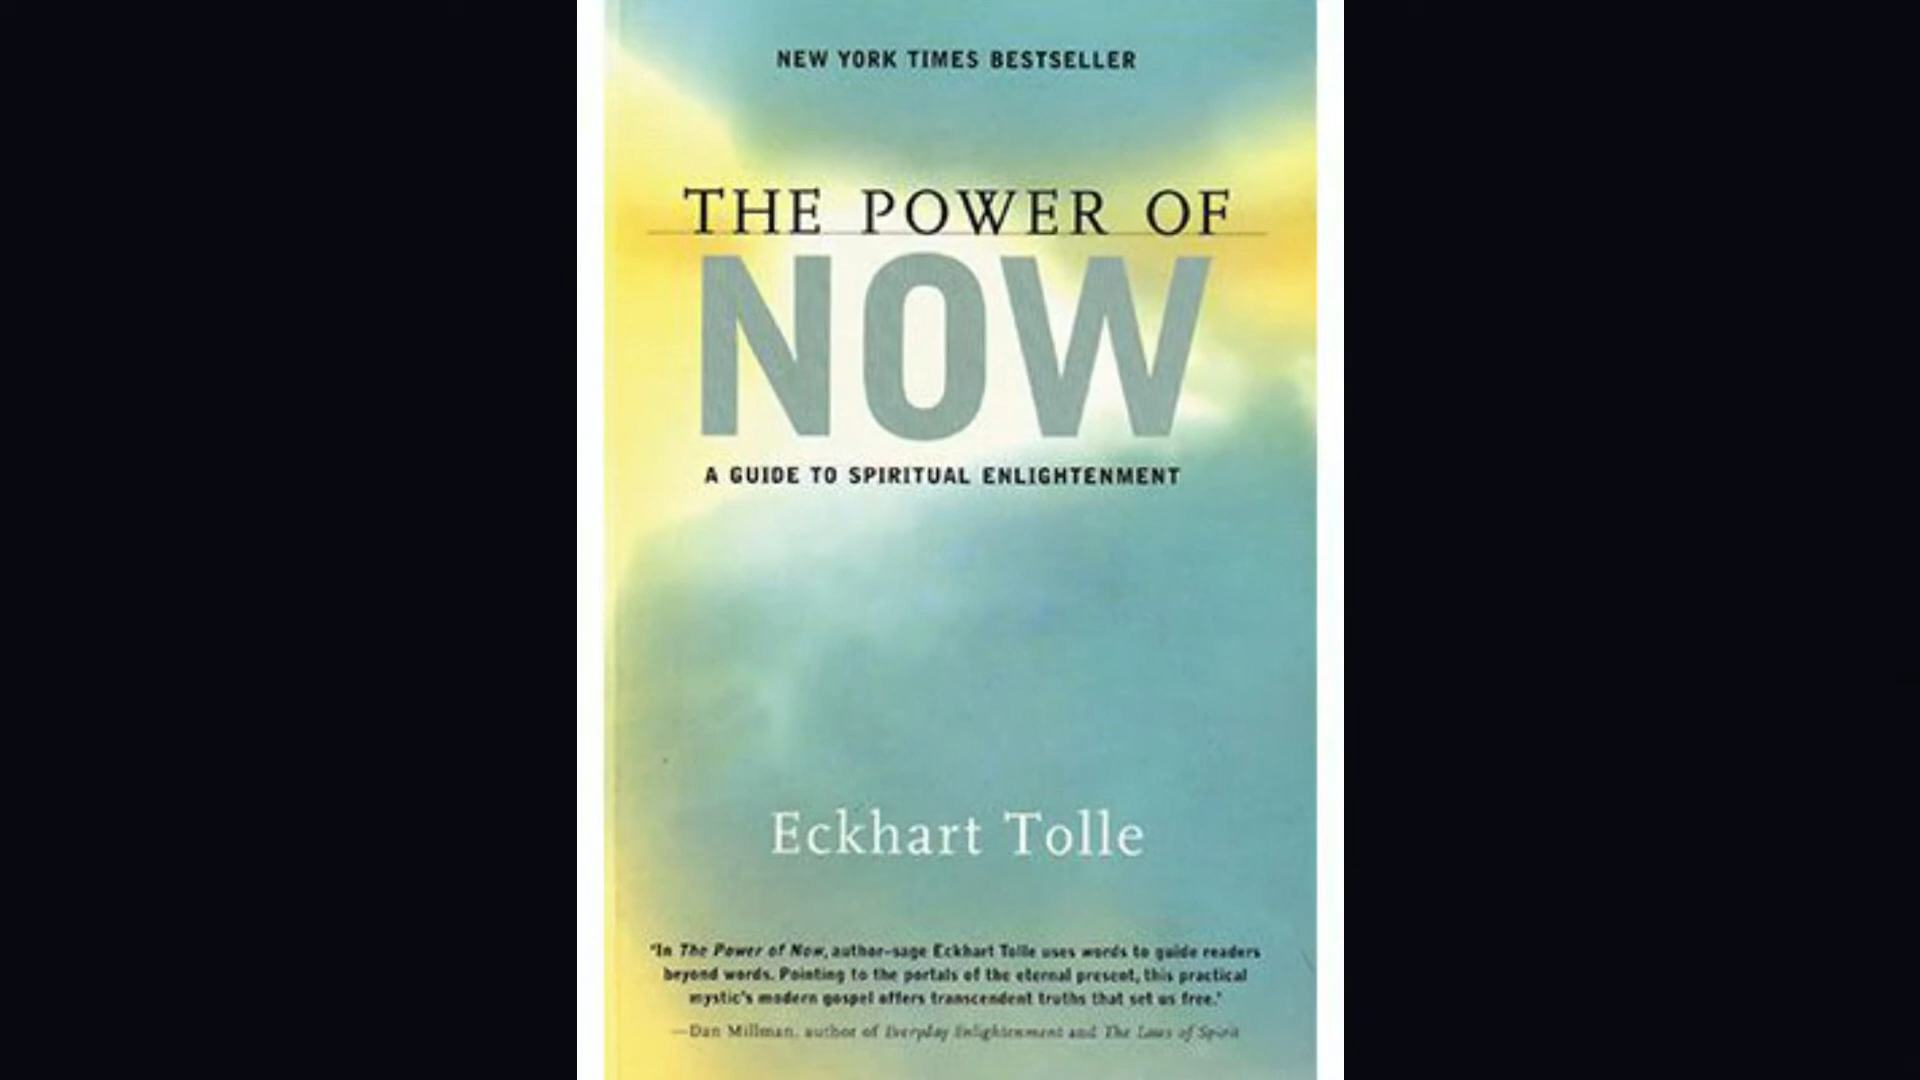 NEW YORK TIMES BESTSELLER
THE POWER OF
NOW
A GUIDE TO SPIRITUAL ENLIGHTENMENT
Eckhart Tolle
"In The Power of Now, author-sage Eckhart Tolle uses words to guide readers
beyond words. Pointing to the portals of the eternal present, this practical
mystic's modern gospel offers transcendent truths that set us free."
—Dan Millman, author of Everyday Enlightenment and The Laws of Spirit